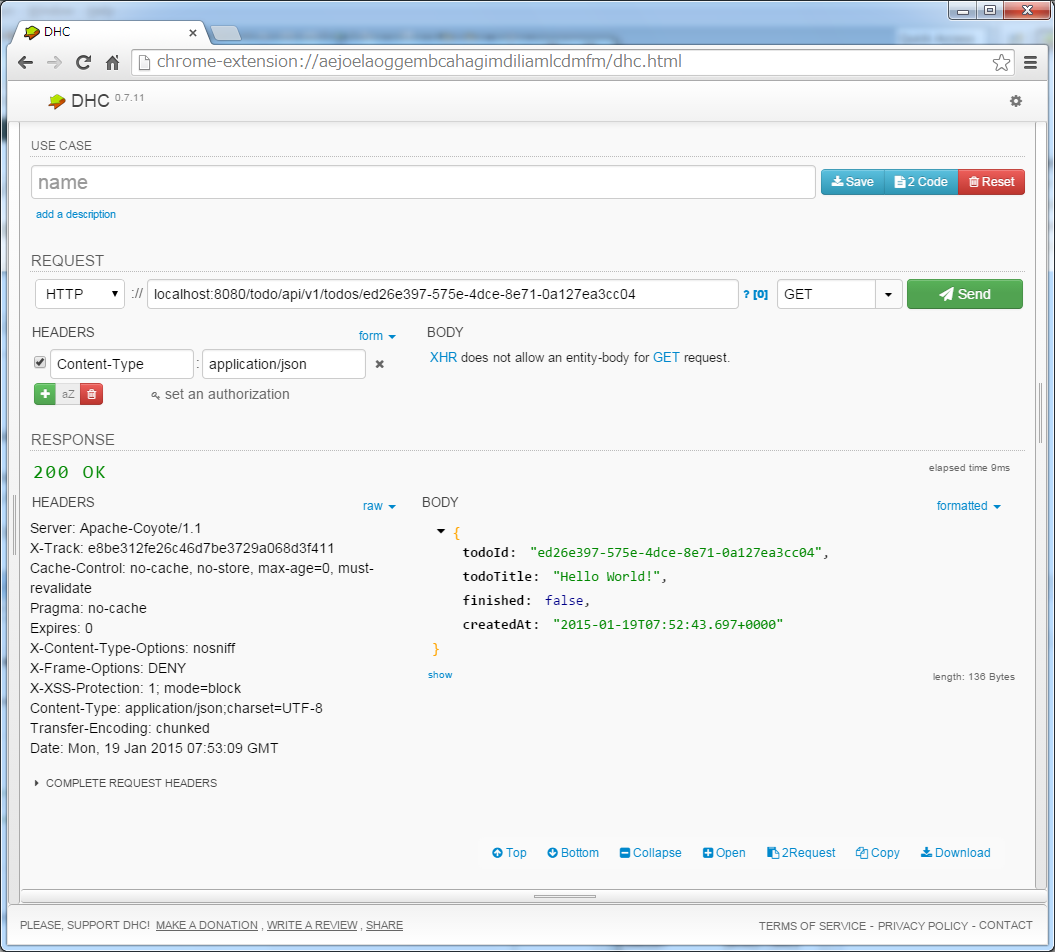 DHC
chrome-extension://aejoelaoggembcahagimdiliamlcdmfm/dhc.html
DHC 0.7.11
USE CASE
name
Save 2 Code Reset
add a description
REQUEST
HTTP :// localhost:8080/todo/api/v1/todos/ed26e397-575e-4dce-8e71-0a127ea3cc04 ? [0] GET Send
HEADERS form
Content-Type : application/json
aZ set an authorization
BODY
XHR does not allow an entity-body for GET request.
RESPONSE
200 OK
elapsed time 9ms
HEADERS raw
Server: Apache-Coyote/1.1
X-Track: e8be312fe26c46d7be3729a068d3f411
Cache-Control: no-cache, no-store, max-age=0, must-
revalidate
Pragma: no-cache
Expires: 0
X-Content-Type-Options: nosniff
X-Frame-Options: DENY
X-XSS-Protection: 1; mode=block
Content-Type: application/json;charset=UTF-8
Transfer-Encoding: chunked
Date: Mon, 19 Jan 2015 07:53:09 GMT
COMPLETE REQUEST HEADERS
BODY formatted
{
todoId: "ed26e397-575e-4dce-8e71-0a127ea3cc04",
todoTitle: "Hello World!",
finished: false,
createdAt: "2015-01-19T07:52:43.697+0000"
}
show length: 136 Bytes
Top Bottom Collapse Open 2Request Copy Download
PLEASE, SUPPORT DHC! MAKE A DONATION , WRITE A REVIEW , SHARE
TERMS OF SERVICE - PRIVACY POLICY - CONTACT